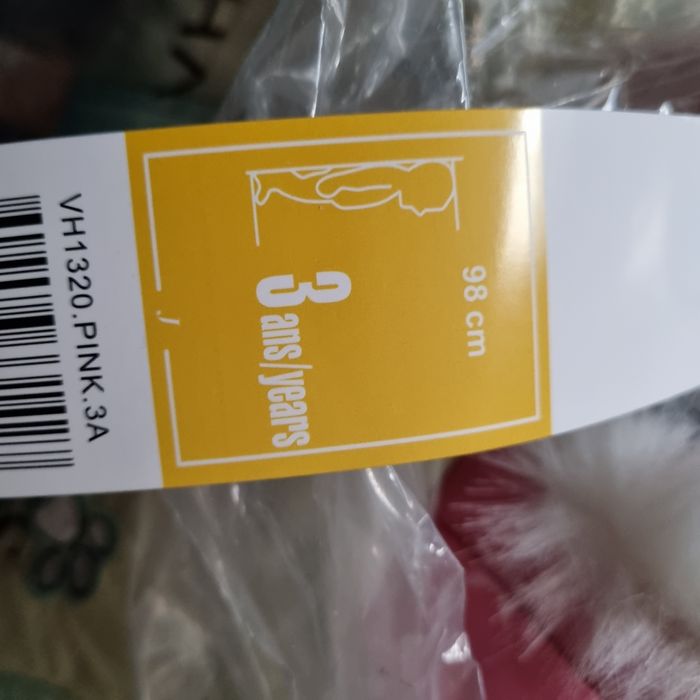 98 cm
3 ans/years
VH1320.PINK.3A